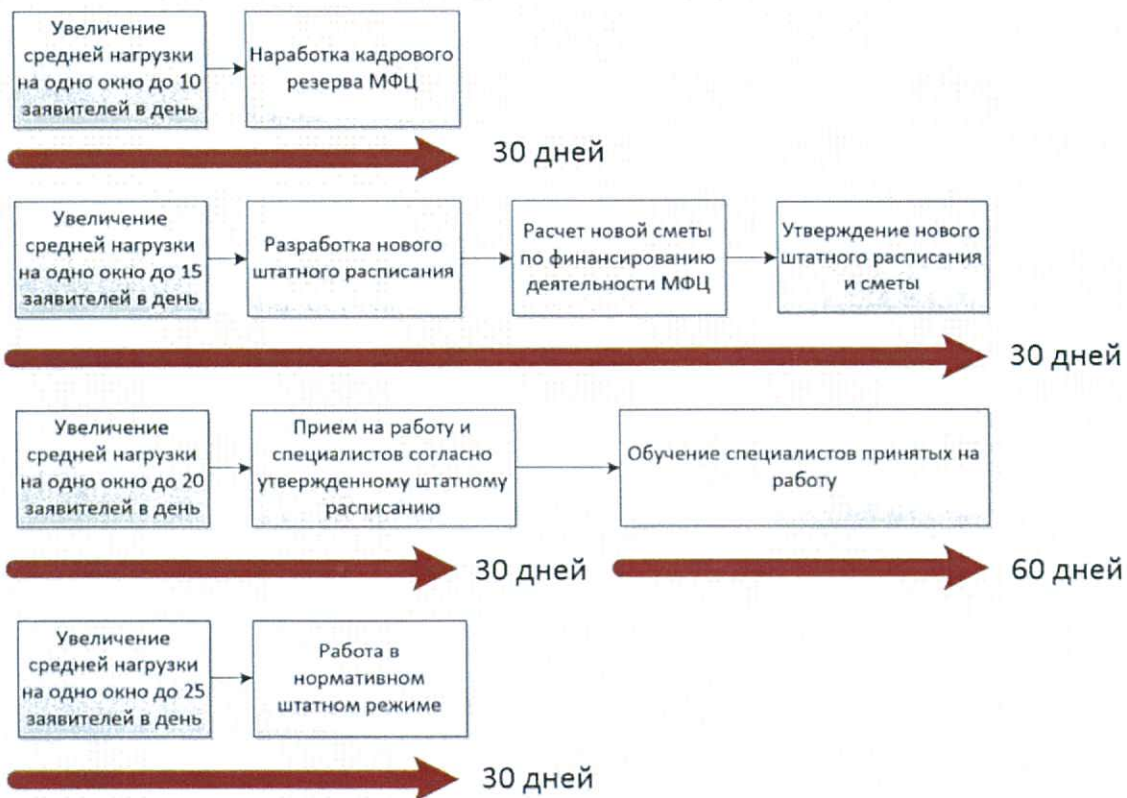 Увеличение
средней нагрузки
на одно окно до 10
заявителей в день
Наработка кадрового
резерва МФЦ
30 дней
Увеличение
средней нагрузки
на одно окно до 15
заявителей в день
Разработка нового
штатного расписания
Расчет новой сметы
по финансированию
деятельности МФЦ
Утверждение нового
штатного расписания
и сметы
30 дней
Увеличение
средней нагрузки
на одно окно до 20
заявителей в день
Прием на работу и
специалистов согласно
утвержденному штатному
расписанию
Обучение специалистов принятых на
работу
30 дней
60 дней
Увеличение
средней нагрузки
на одно окно до 25
заявителей в день
Работа в
нормативном
штатном режиме
30 дней